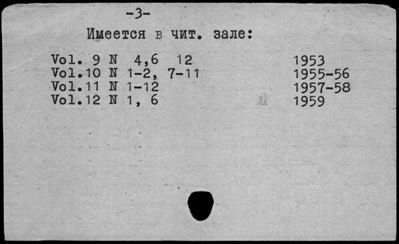 -3-
Имеется в чит. зале:
Vol. 9 N 4,6 12 1953
Vol.10 N 1-2, 7-11 1955-56
Vol.11 N 1-12 1957-58
Vol.12 N 1, 6 1959